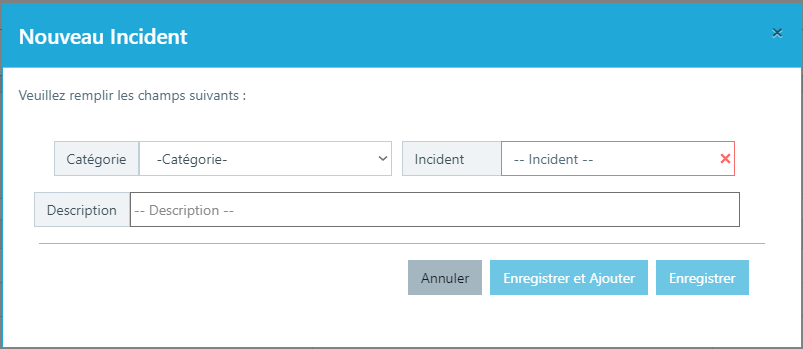 Nouveau Incident
×
Veuillez remplir les champs suivants :
Catégorie -Catégorie- Incident -- Incident --
Description -- Description --
Annuler Enregistrer et Ajouter Enregistrer